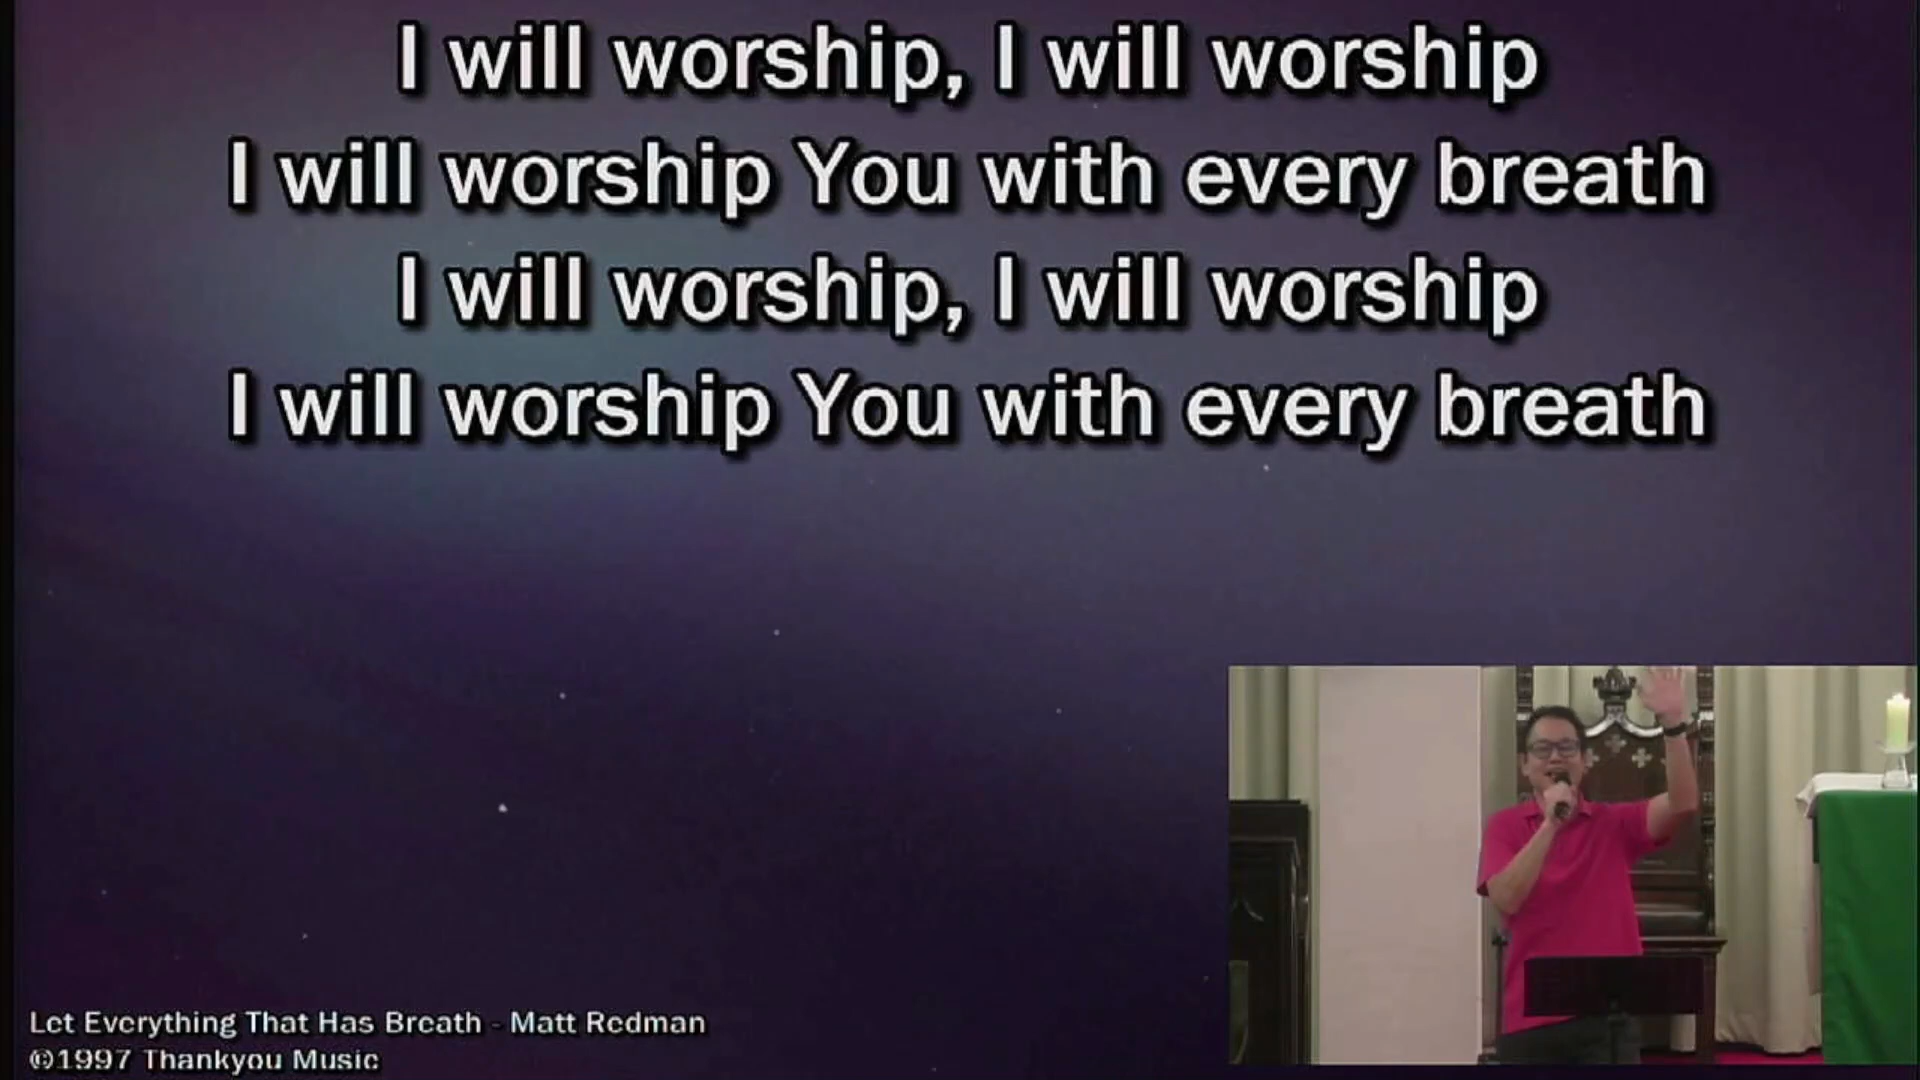 I will worship, I will worship
I will worship You with every breath
I will worship, I will worship
I will worship You with every breath
Let Everything That Has Breath - Matt Redman
©1997 Thankyou Music